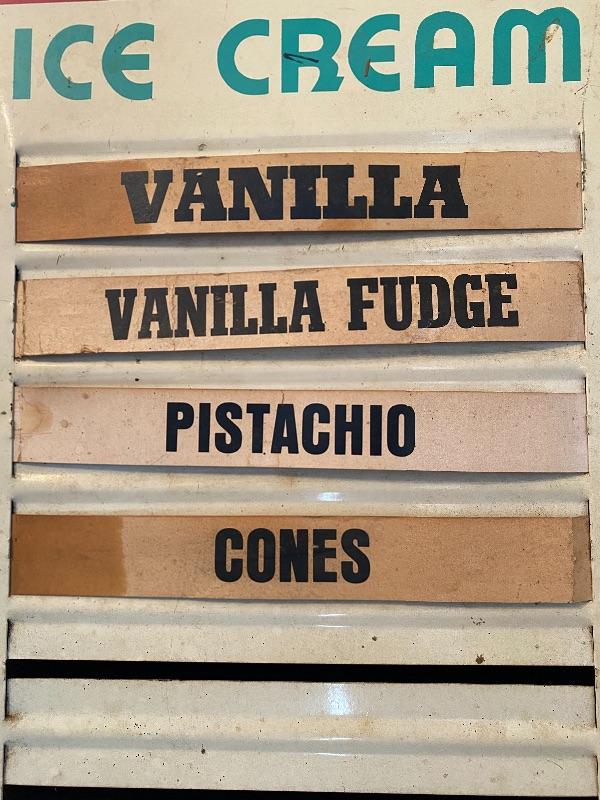 ICE CREAM
VANILLA
VANILLA FUDGE
PISTACHIO
CONES